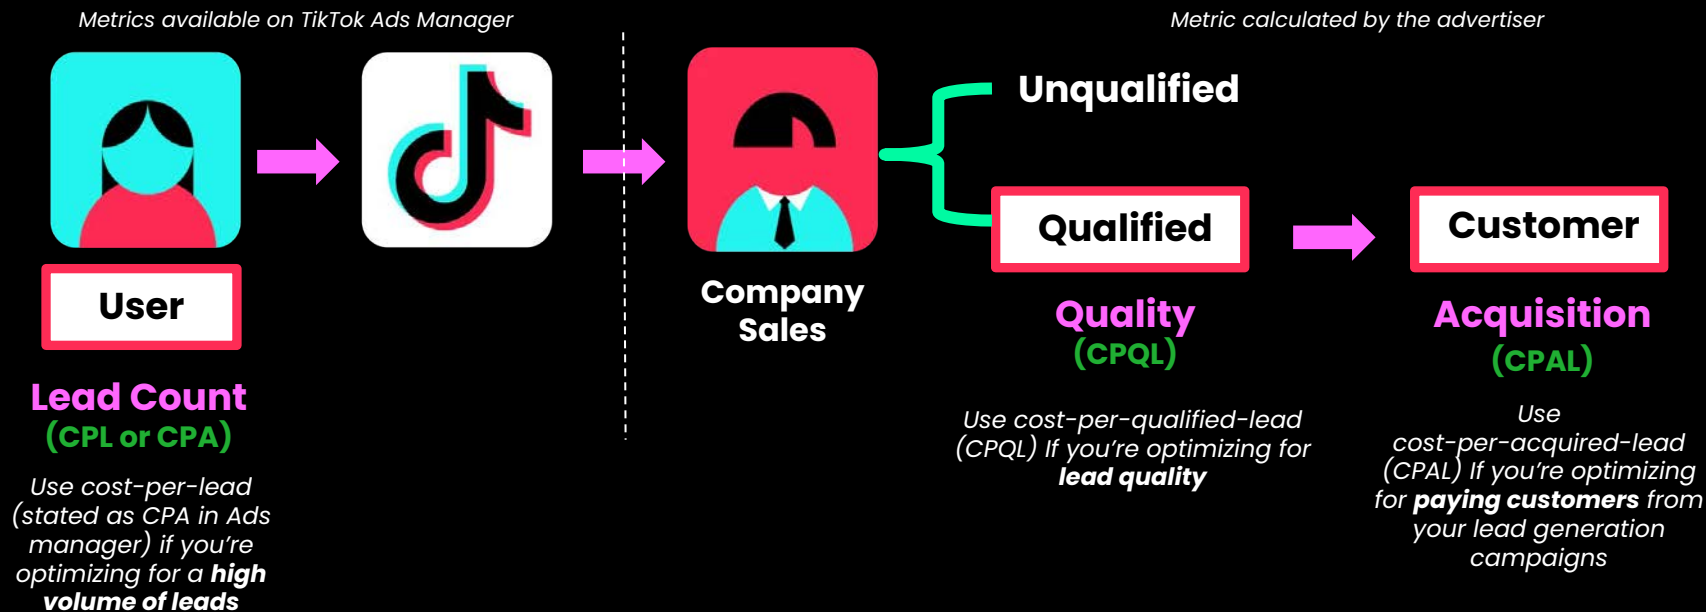 Metrics available on TikTok Ads Manager
Metric calculated by the advertiser
User
Lead Count
(CPL or CPA)
Use cost-per-lead
(stated as CPA in Ads
manager) if you're
optimizing for a high
volume of leads
Company
Sales
Unqualified
Qualified
Quality
(CPQL)
Use cost-per-qualified-lead
(CPQL) If you're optimizing for
lead quality
Customer
Acquisition
(CPAL)
Use
cost-per-acquired-lead
(CPAL) If you're optimizing
for paying customers from
your lead generation
campaigns